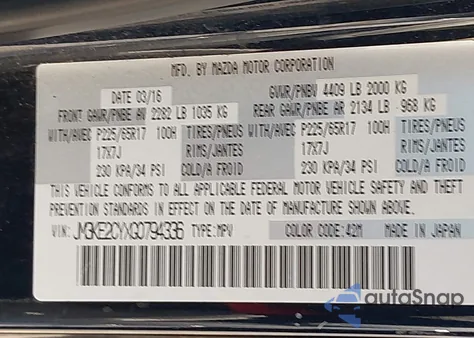 MFD. BY MAZDA MOTOR CORPORATION
DATE 03/16 GVWR/PNBV 4409 LB 2000 KG
FRONT GAWR/PNBE AV 2282 LB 1035 KG REAR GAWR/PNBE AR 2134 LB 968 KG
WITH/AVEC P225/65R17 100H TIRES/PNEUS WITH/AVEC P225/65R17 100H TIRES/PNEUS
17X7J RIMS/JANTES 17X7J RIMS/JANTES
230 KPA/34 PSI COLD/A FROID 230 KPA/34 PSI COLD/A FROID
THIS VEHICLE CONFORMS TO ALL APPLICABLE FEDERAL MOTOR VEHICLE SAFETY AND THEFT
PREVENTION STANDARDS IN EFFECT ON THE DATE OF MANUFACTURE SHOWN ABOVE.
VIN: JM3KE2CYXG0794336 TYPE:MPV COLOR CODE:42M MADE IN JAPAN
autoSnap